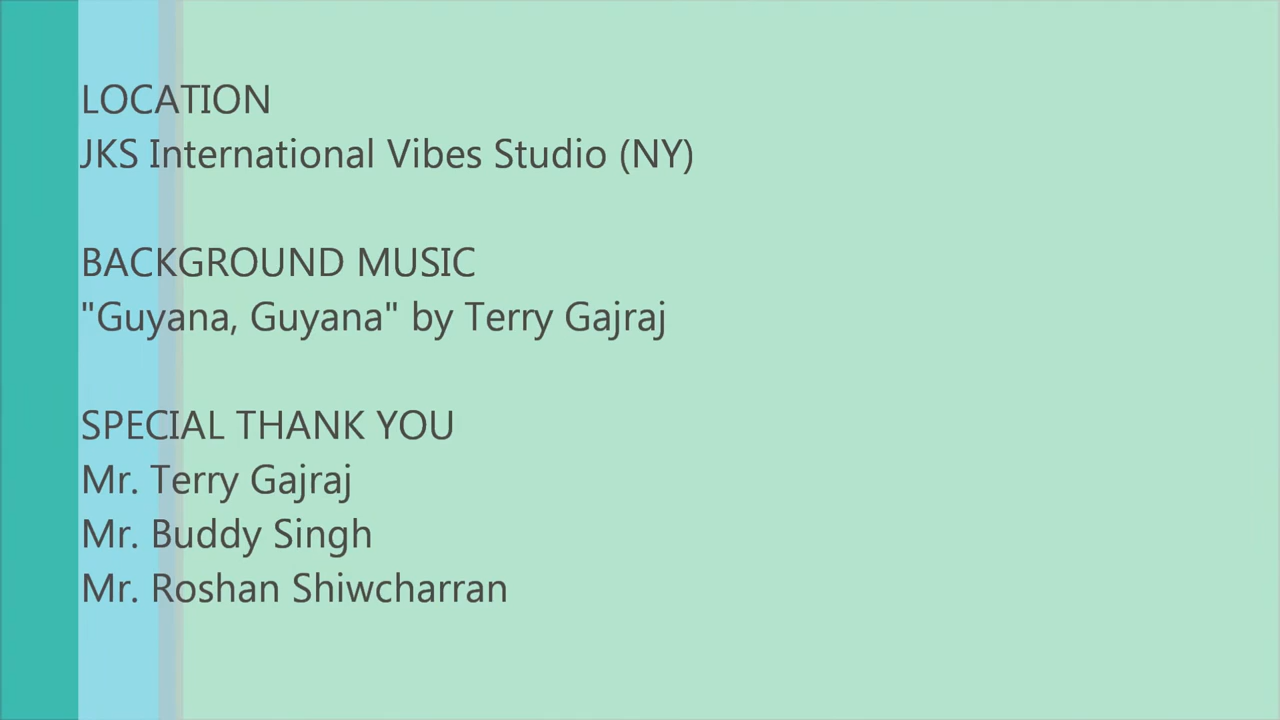 LOCATION
JKS International Vibes Studio (NY)
BACKGROUND MUSIC
"Guyana, Guyana" by Terry Gajraj
SPECIAL THANK YOU
Mr. Terry Gajraj
Mr. Buddy Singh
Mr. Roshan Shiwcharran